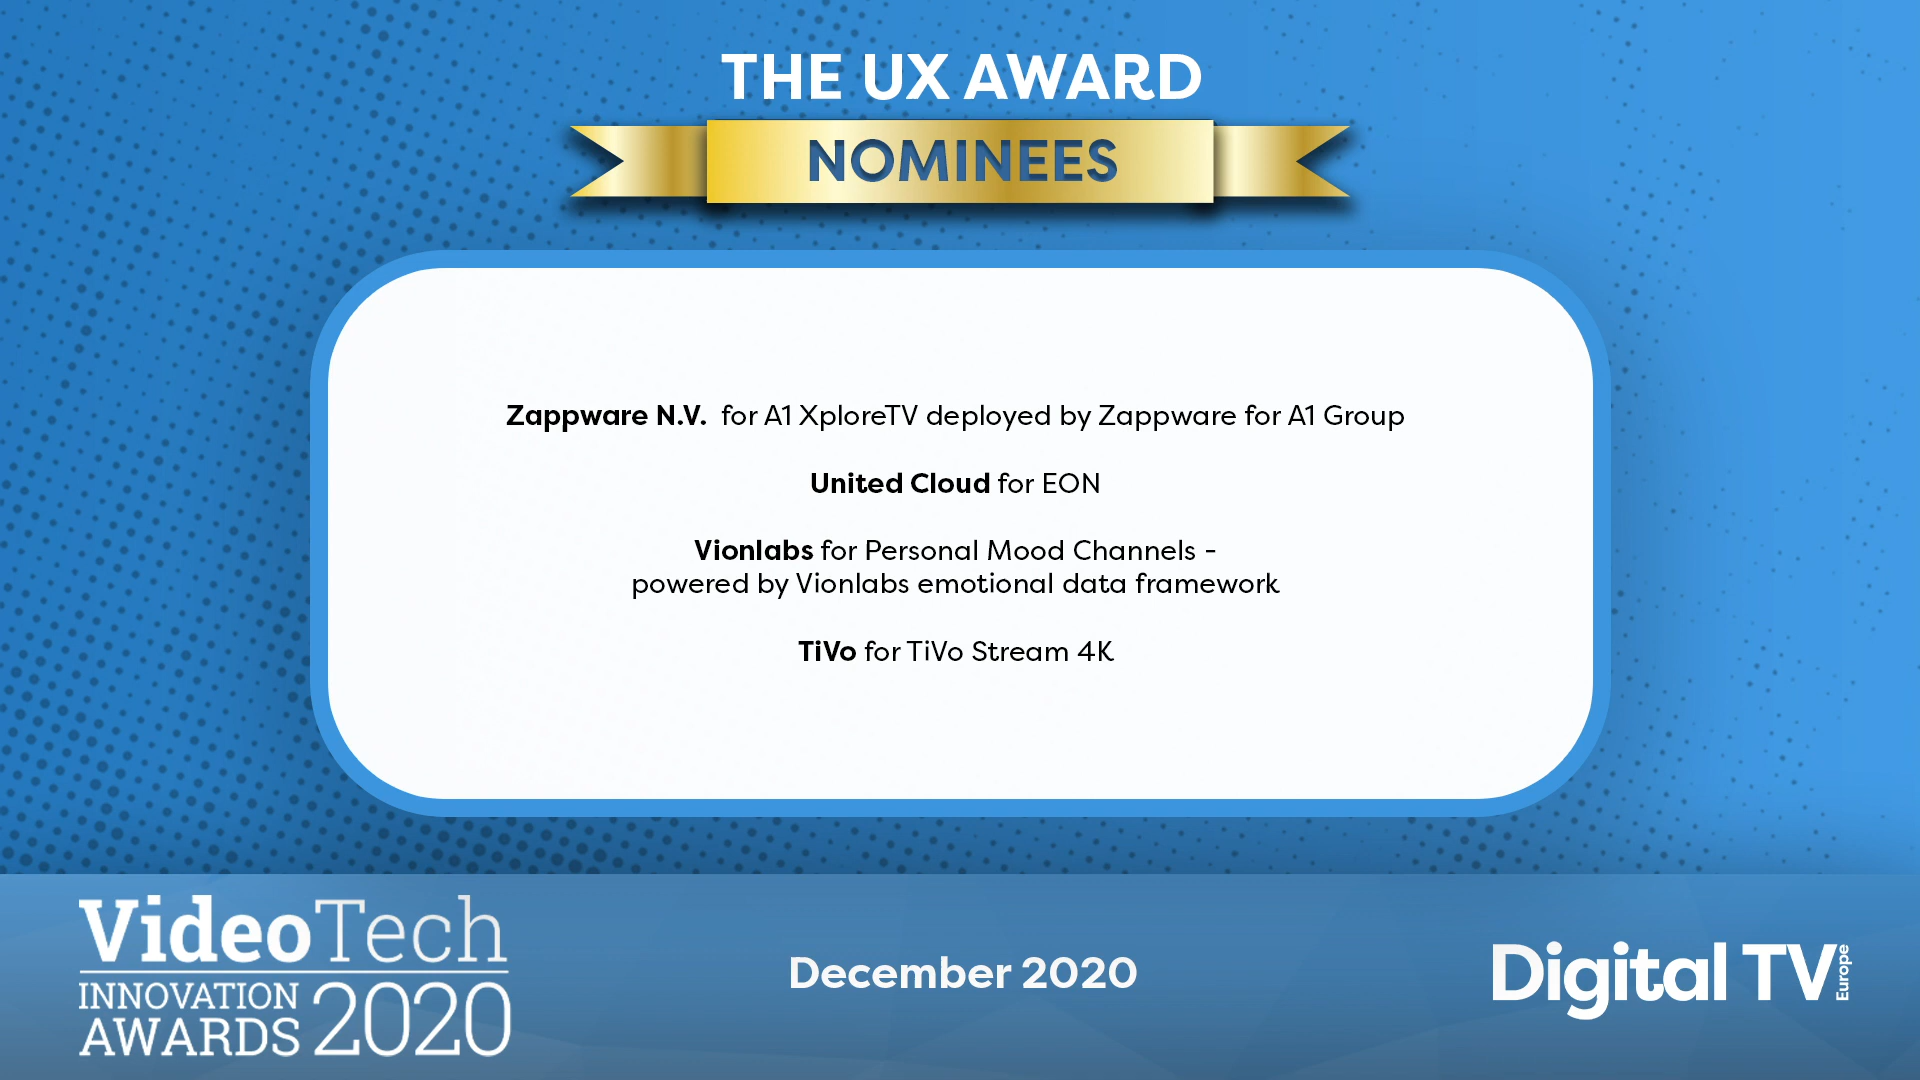 THE UX AWARD
NOMINEES
Zappware N.V. for A1 XploreTV deployed by Zappware for A1 Group
United Cloud for EON
Vionlabs for Personal Mood Channels -
powered by Vionlabs emotional data framework
TiVo for TiVo Stream 4K
VideoTech
INNOVATION
AWARDS 2020
December 2020
Digital TV Europe